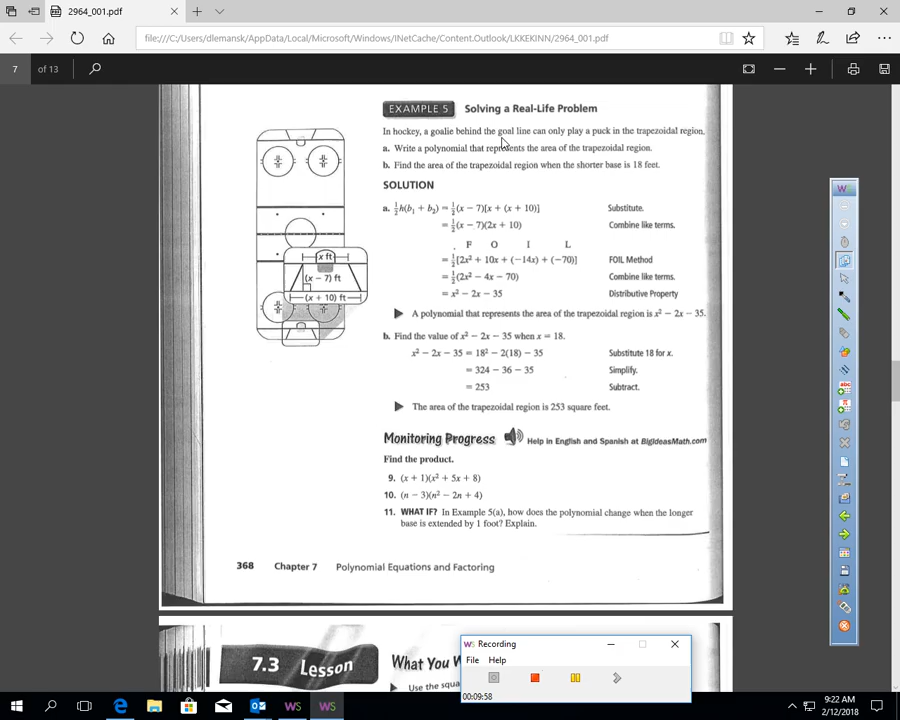 2964_001.pdf
file:///C:/Users/dlemansk/AppData/Local/Microsoft/Windows/INetCache/Content.Outlook/LKKEKINN/2964_001.pdf
7 of 13
EXAMPLE 5 Solving a Real-Life Problem
In hockey, a goalie behind the goal line can only play a puck in the trapezoidal region.
a. Write a polynomial that represents the area of the trapezoidal region.
b. Find the area of the trapezoidal region when the shorter base is 18 feet.
SOLUTION
a. ½h(b₁ + b₂) = ½(x − 7)[x + (x + 10)] Substitute.
= ½(x − 7)(2x + 10) Combine like terms.
F O I L
= ½[2x² + 10x + (−14x) + (−70)] FOIL Method
= ½(2x² − 4x − 70) Combine like terms.
= x² − 2x − 35 Distributive Property
A polynomial that represents the area of the trapezoidal region is x² − 2x − 35.
x ft
(x − 7) ft
(x + 10) ft
b. Find the value of x² − 2x − 35 when x = 18.
x² − 2x − 35 = 18² − 2(18) − 35 Substitute 18 for x.
= 324 − 36 − 35 Simplify.
= 253 Subtract.
The area of the trapezoidal region is 253 square feet.
Monitoring Progress Help in English and Spanish at BigIdeasMath.com
Find the product.
9. (x + 1)(x² + 5x + 8)
10. (n − 3)(n² − 2n + 4)
11. WHAT IF? In Example 5(a), how does the polynomial change when the longer
base is extended by 1 foot? Explain.
368 Chapter 7 Polynomial Equations and Factoring
7.3 Lesson What You W
Use the squa
WS Recording
File Help
00:09:58
WS
abc
WS WS
9:22 AM
2/12/2018